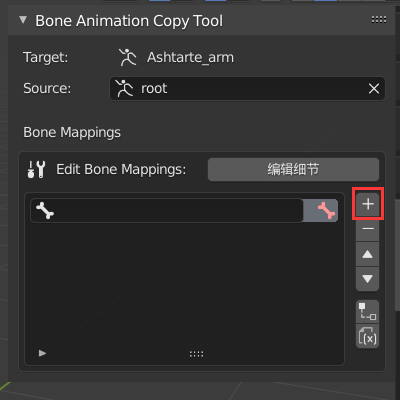 Bone Animation Copy Tool
Target: Ashtarte_arm
Source: root
Bone Mappings
Edit Bone Mappings: 编辑细节
(x)